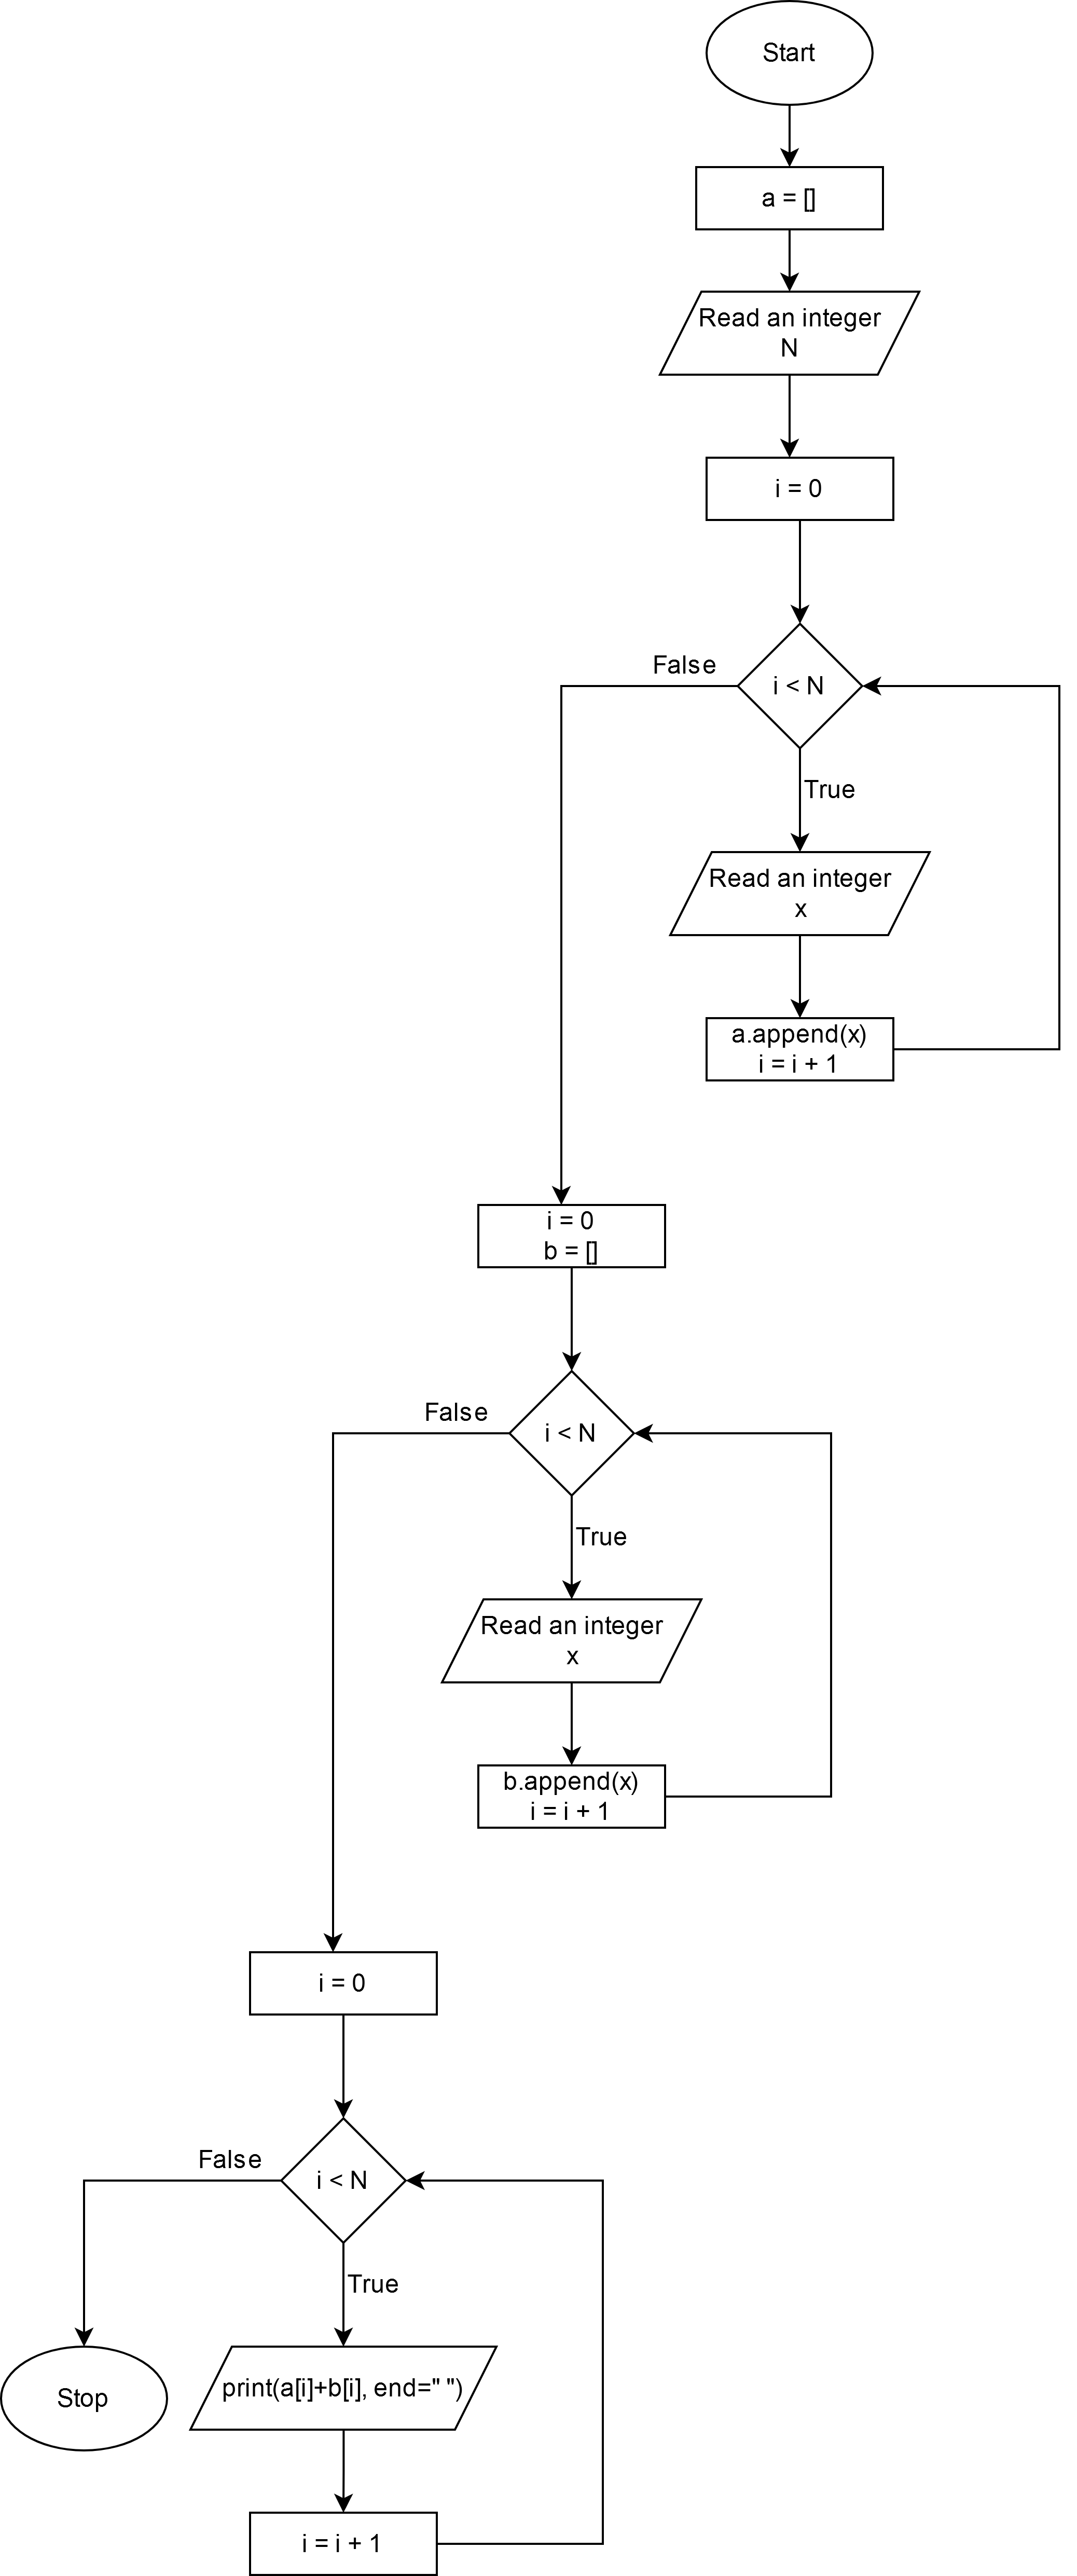 Start
a = []
Read an integer
N
i = 0
False
i < N
True
Read an integer
x
a.append(x)
i = i + 1
i = 0
b = []
False
i < N
True
Read an integer
x
b.append(x)
i = i + 1
i = 0
False
i < N
True
Stop
print(a[i]+b[i], end=" ")
i = i + 1